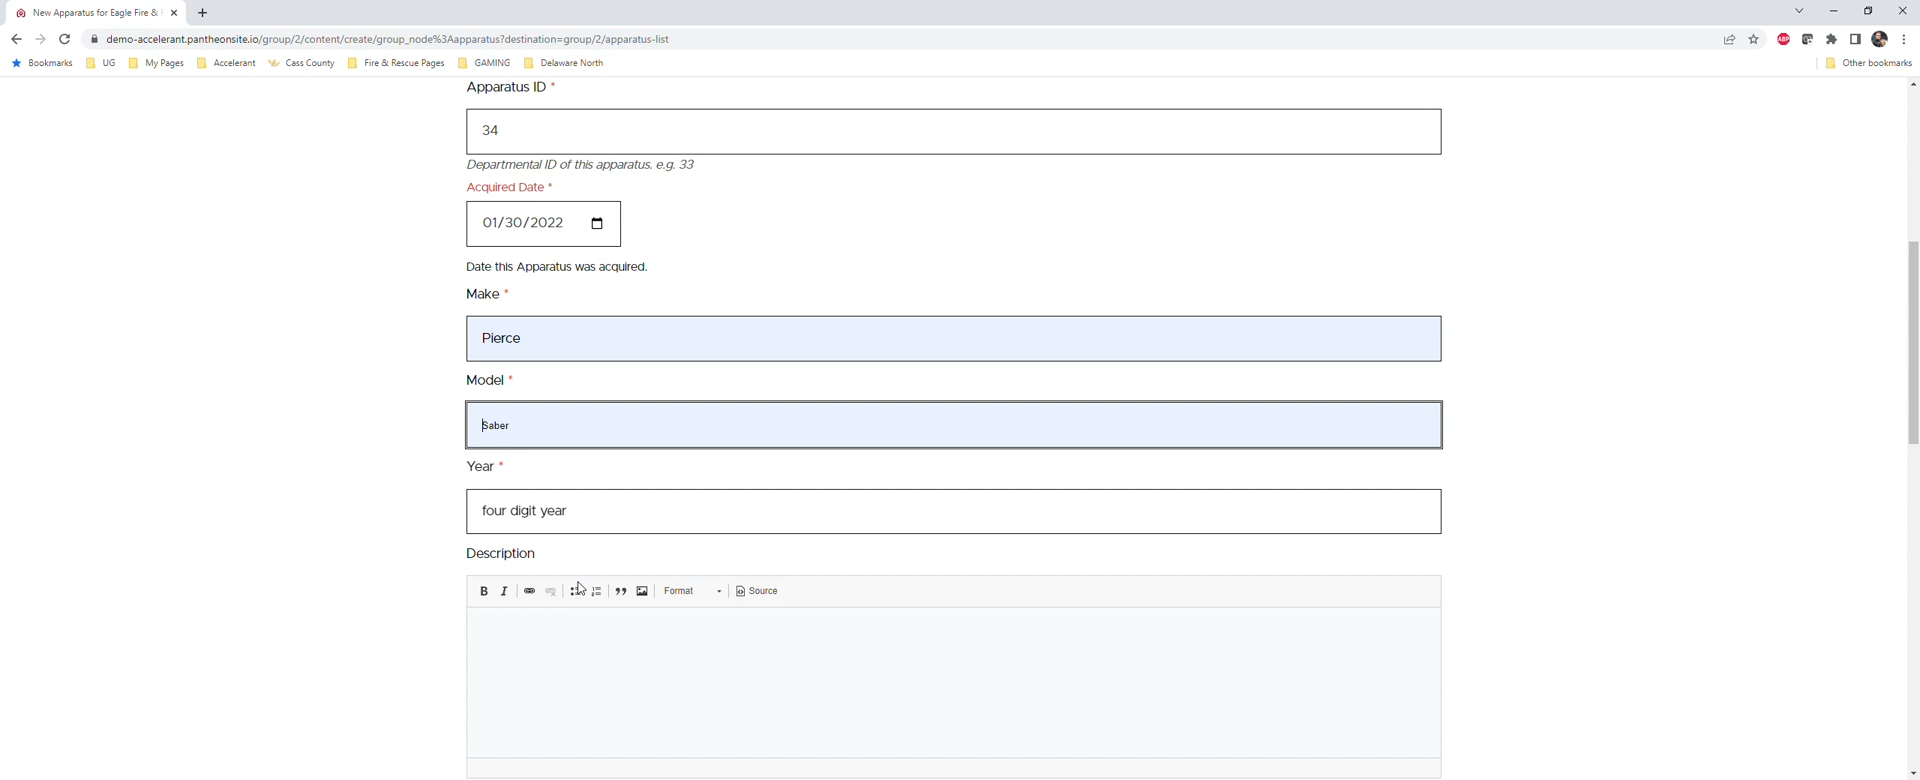 New Apparatus for Eagle Fire &
demo-accelerant.pantheonsite.io/group/2/content/create/group_node%3Aapparatus?destination=group/2/apparatus-list
ABP
Bookmarks UG My Pages Accelerant Cass County Fire & Rescue Pages GAMING Delaware North Other bookmarks
Apparatus ID *
34
Departmental ID of this apparatus. e.g. 33
Acquired Date *
01/30/2022
Date this Apparatus was acquired.
Make *
Pierce
Model *
Saber
Year *
four digit year
Description
B I Format Source